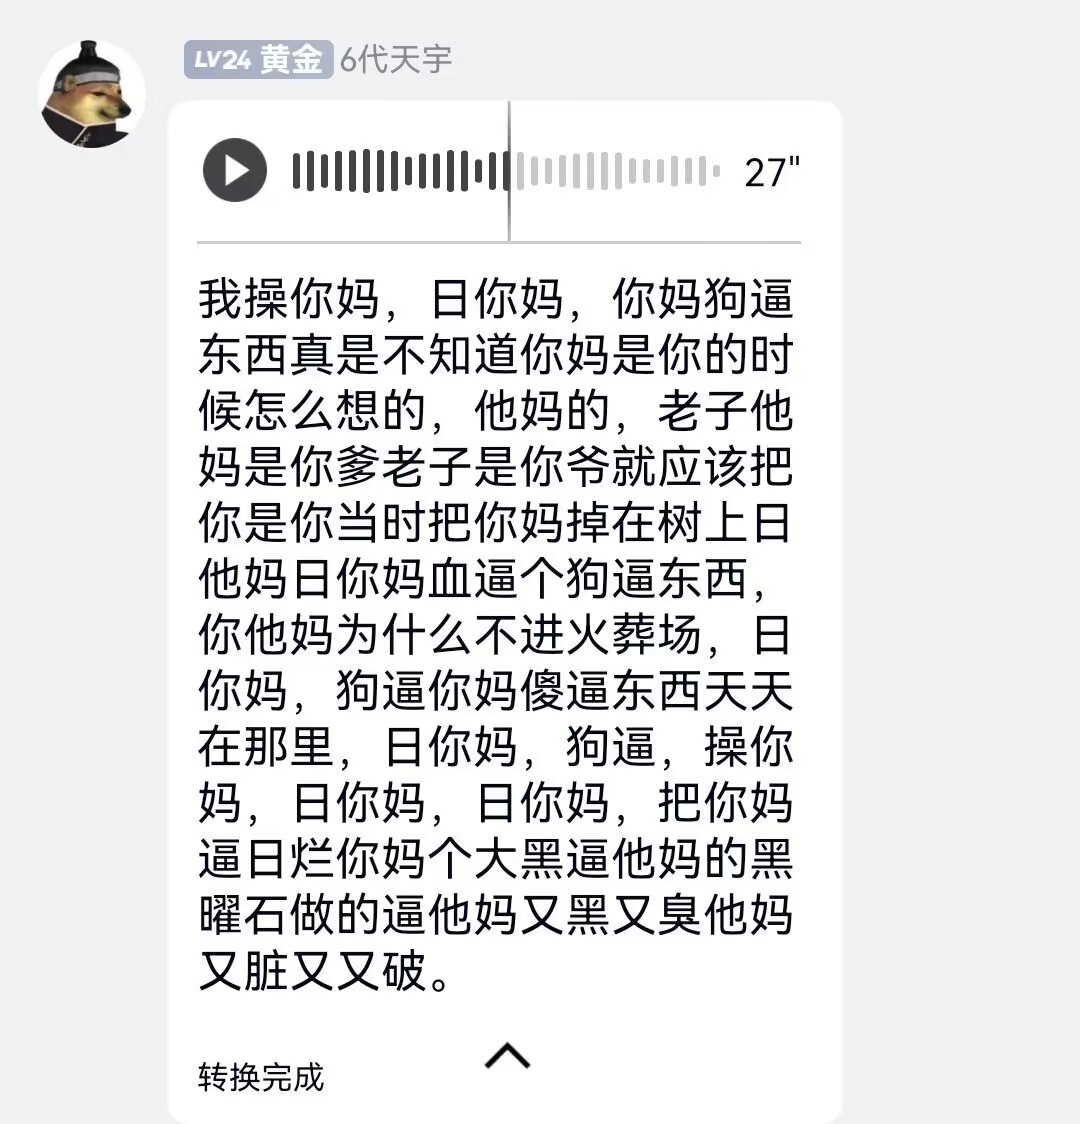 LV24 黄金 6代天宇
27"
我操你妈，日你妈，你妈狗逼
东西真是不知道你妈是你的时
候怎么想的，他妈的，老子他
妈是你爹老子是你爷就应该把
你是你当时把你妈掉在树上日
他妈日你妈血逼个狗逼东西，
你他妈为什么不进火葬场，日
你妈，狗逼你妈傻逼东西天天
在那里，日你妈，狗逼，操你
妈，日你妈，日你妈，把你妈
逼日烂你妈个大黑逼他妈的黑
曜石做的逼他妈又黑又臭他妈
又脏又又破。
转换完成